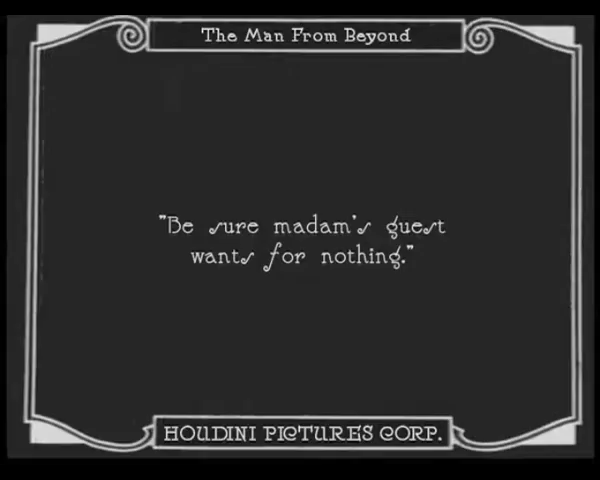 The Man From Beyond
"Be sure madam's guest
wants for nothing."
HOUDINI PICTURES CORP.